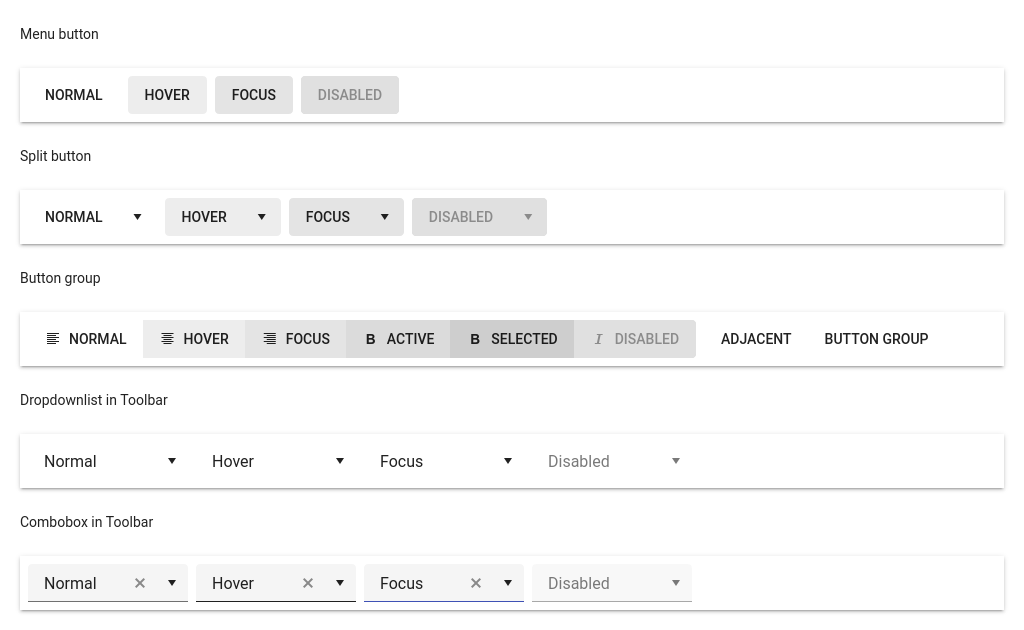 Menu button
NORMAL HOVER FOCUS DISABLED
Split button
NORMAL HOVER FOCUS DISABLED
Button group
NORMAL HOVER FOCUS B ACTIVE B SELECTED I DISABLED ADJACENT BUTTON GROUP
Dropdownlist in Toolbar
Normal Hover Focus Disabled
Combobox in Toolbar
Normal Hover Focus Disabled